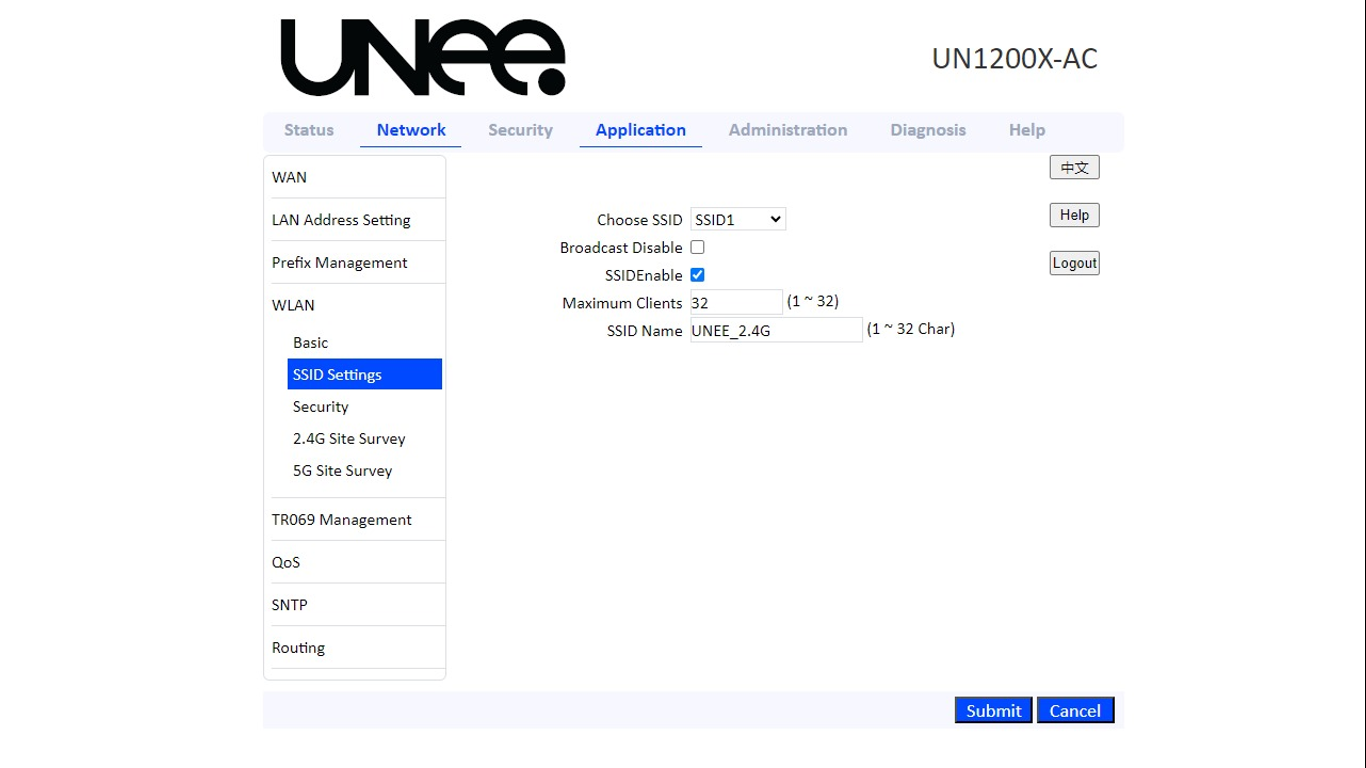 UNEE.
UN1200X-AC
Status Network Security Application Administration Diagnosis Help
WAN
LAN Address Setting
Prefix Management
WLAN
Basic
SSID Settings
Security
2.4G Site Survey
5G Site Survey
TR069 Management
QoS
SNTP
Routing
Choose SSID SSID1
Broadcast Disable
SSIDEnable
Maximum Clients 32 (1 ~ 32)
SSID Name UNEE_2.4G (1 ~ 32 Char)
中文
Help
Logout
Submit Cancel